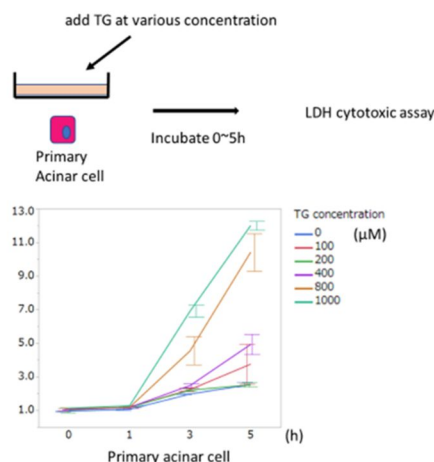 add TG at various concentration
Primary
Acinar cell
Incubate 0~5h
LDH cytotoxic assay
13.0
11.0
9.0
7.0
5.0
3.0
1.0
0
1
3
5
(h)
Primary acinar cell
TG concentration
(μM)
0
100
200
400
800
1000